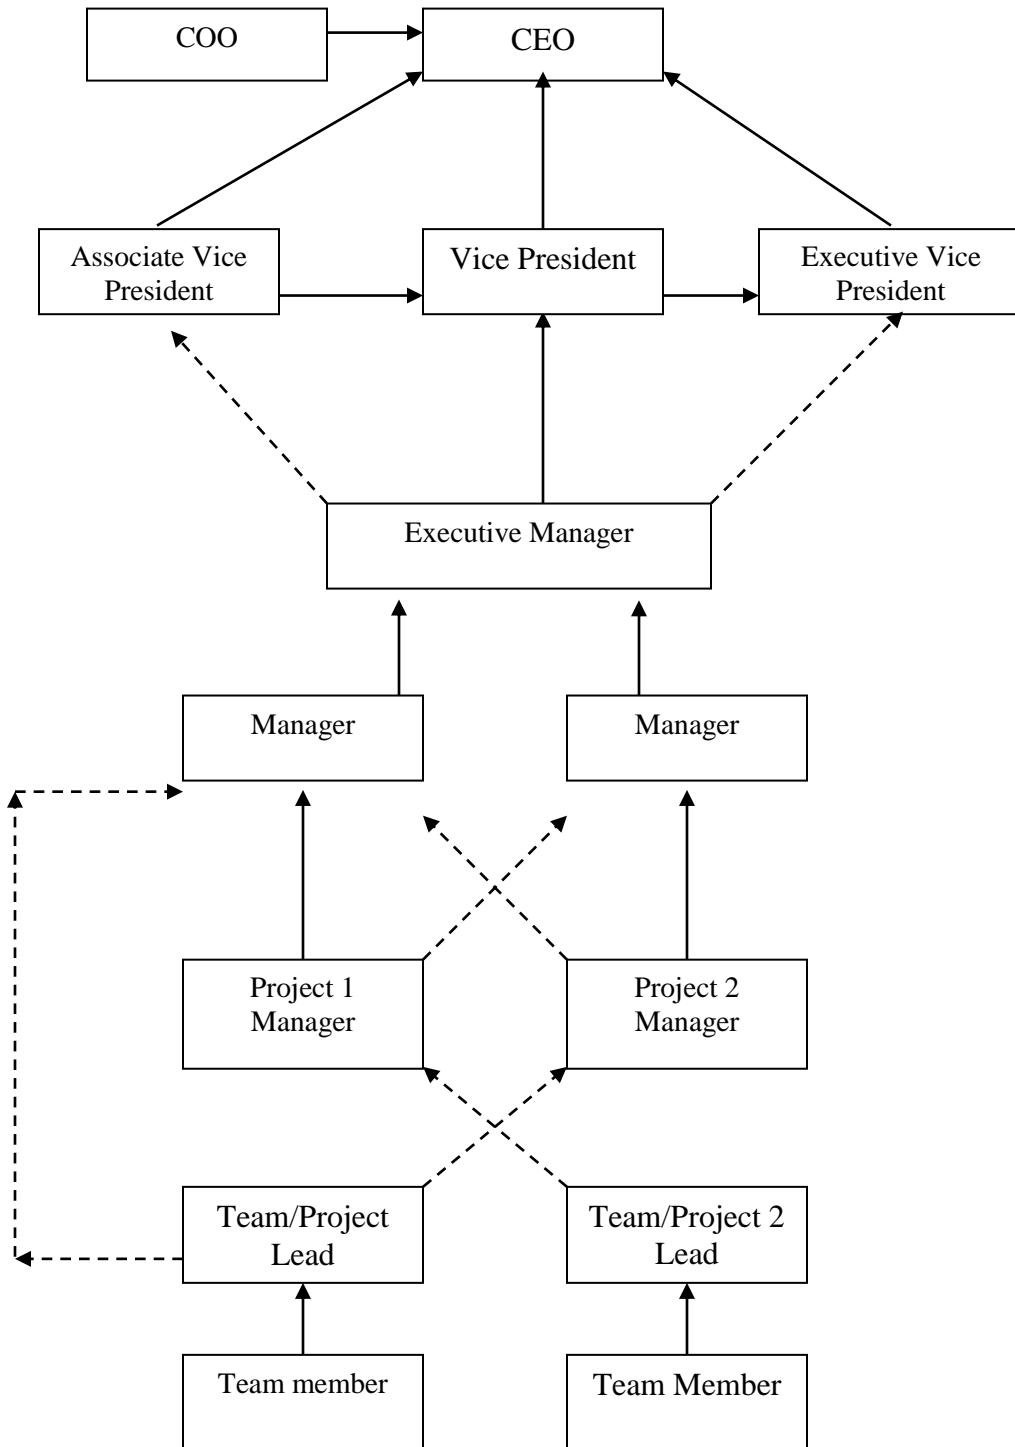 COO
CEO
Associate Vice
President
Vice President
Executive Vice
President
Executive Manager
Manager
Manager
Project 1
Manager
Project 2
Manager
Team/Project
Lead
Team/Project 2
Lead
Team member
Team Member